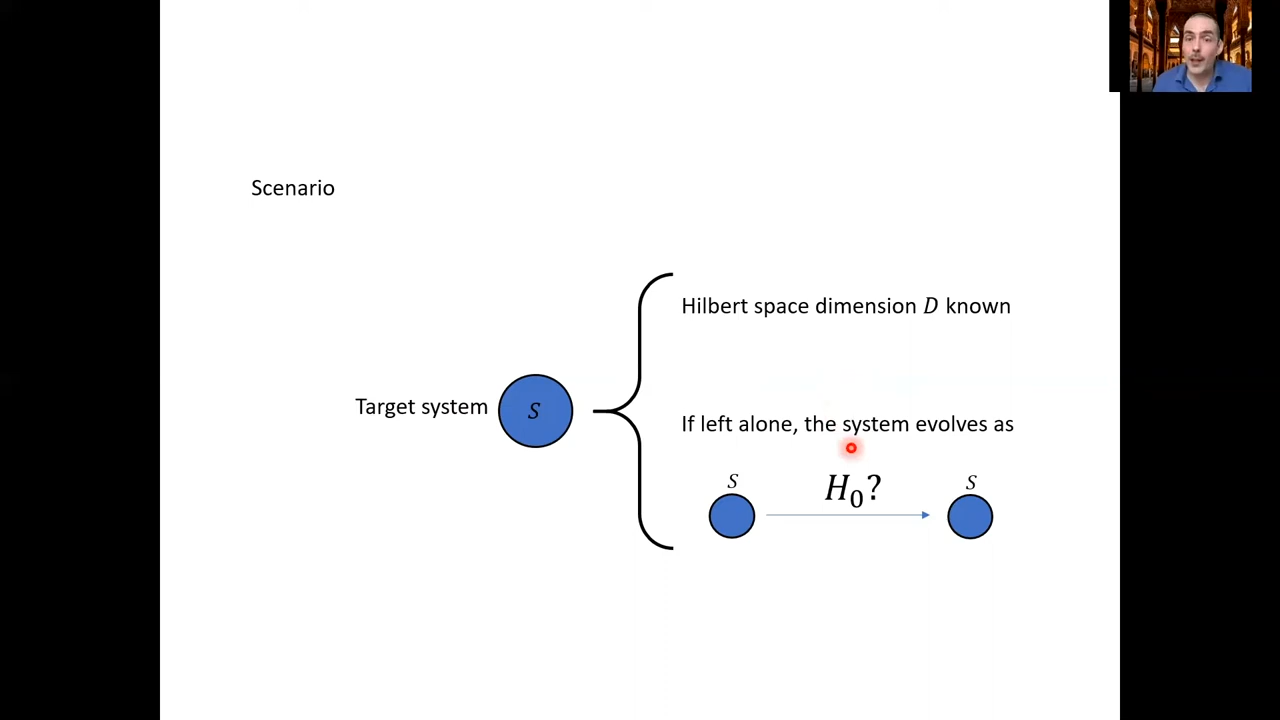 Scenario
Hilbert space dimension D known
Target system S
If left alone, the system evolves as
S H₀? S